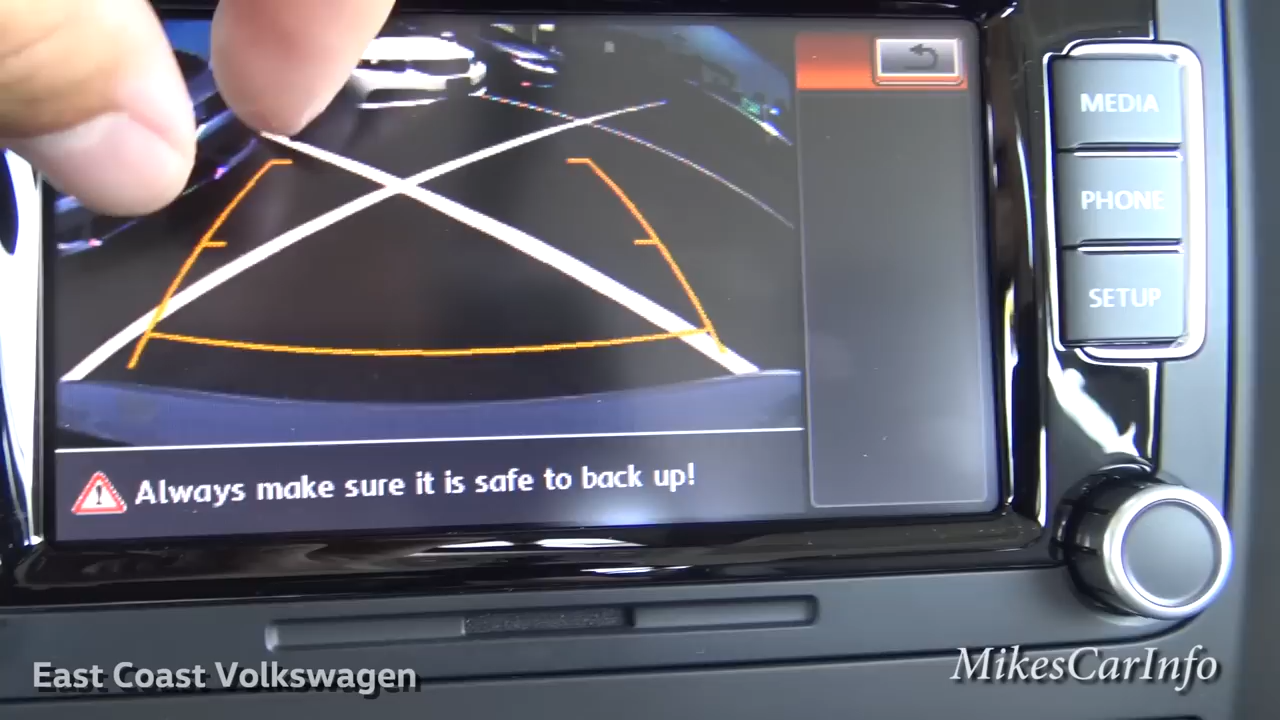 MEDIA
PHONE
SETUP
Always make sure it is safe to back up!
East Coast Volkswagen
MikesCarInfo